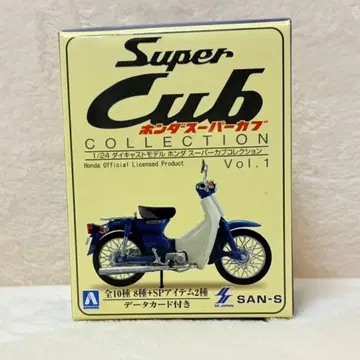 Super
Cub
ホンダスーパーカブ
COLLECTION
1/24 ダイキャストモデル ホンダ スーパーカブコレクション
Honda Official Licensed Product
Vol.1
全10種 8種+SPアイテム2種
データカード付き
SAN-S